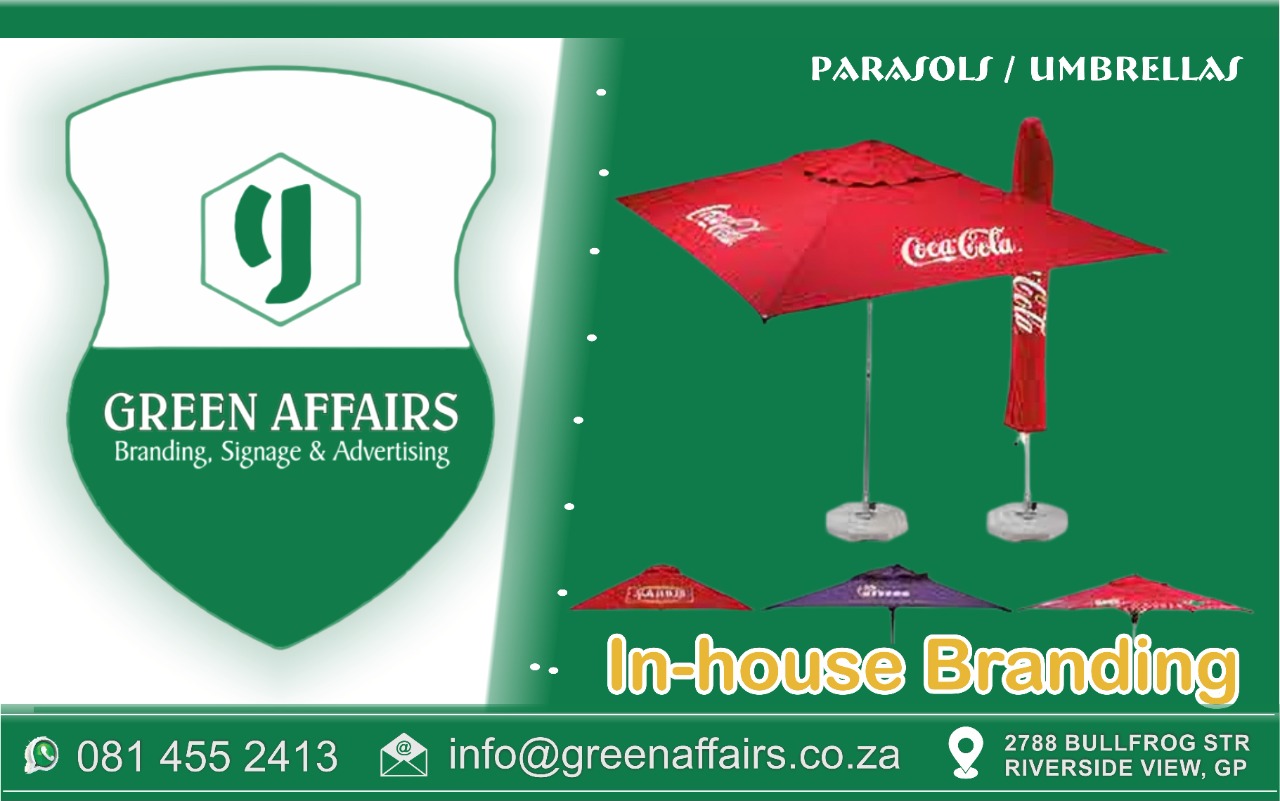 PARASOLS / UMBRELLAS
Coca-Cola
Coca-Cola
Cola
GREEN AFFAIRS
Branding, Signage & Advertising
In-house Branding
081 455 2413
@
info@greenaffairs.co.za
2788 BULLFROG STR
RIVERSIDE VIEW, GP